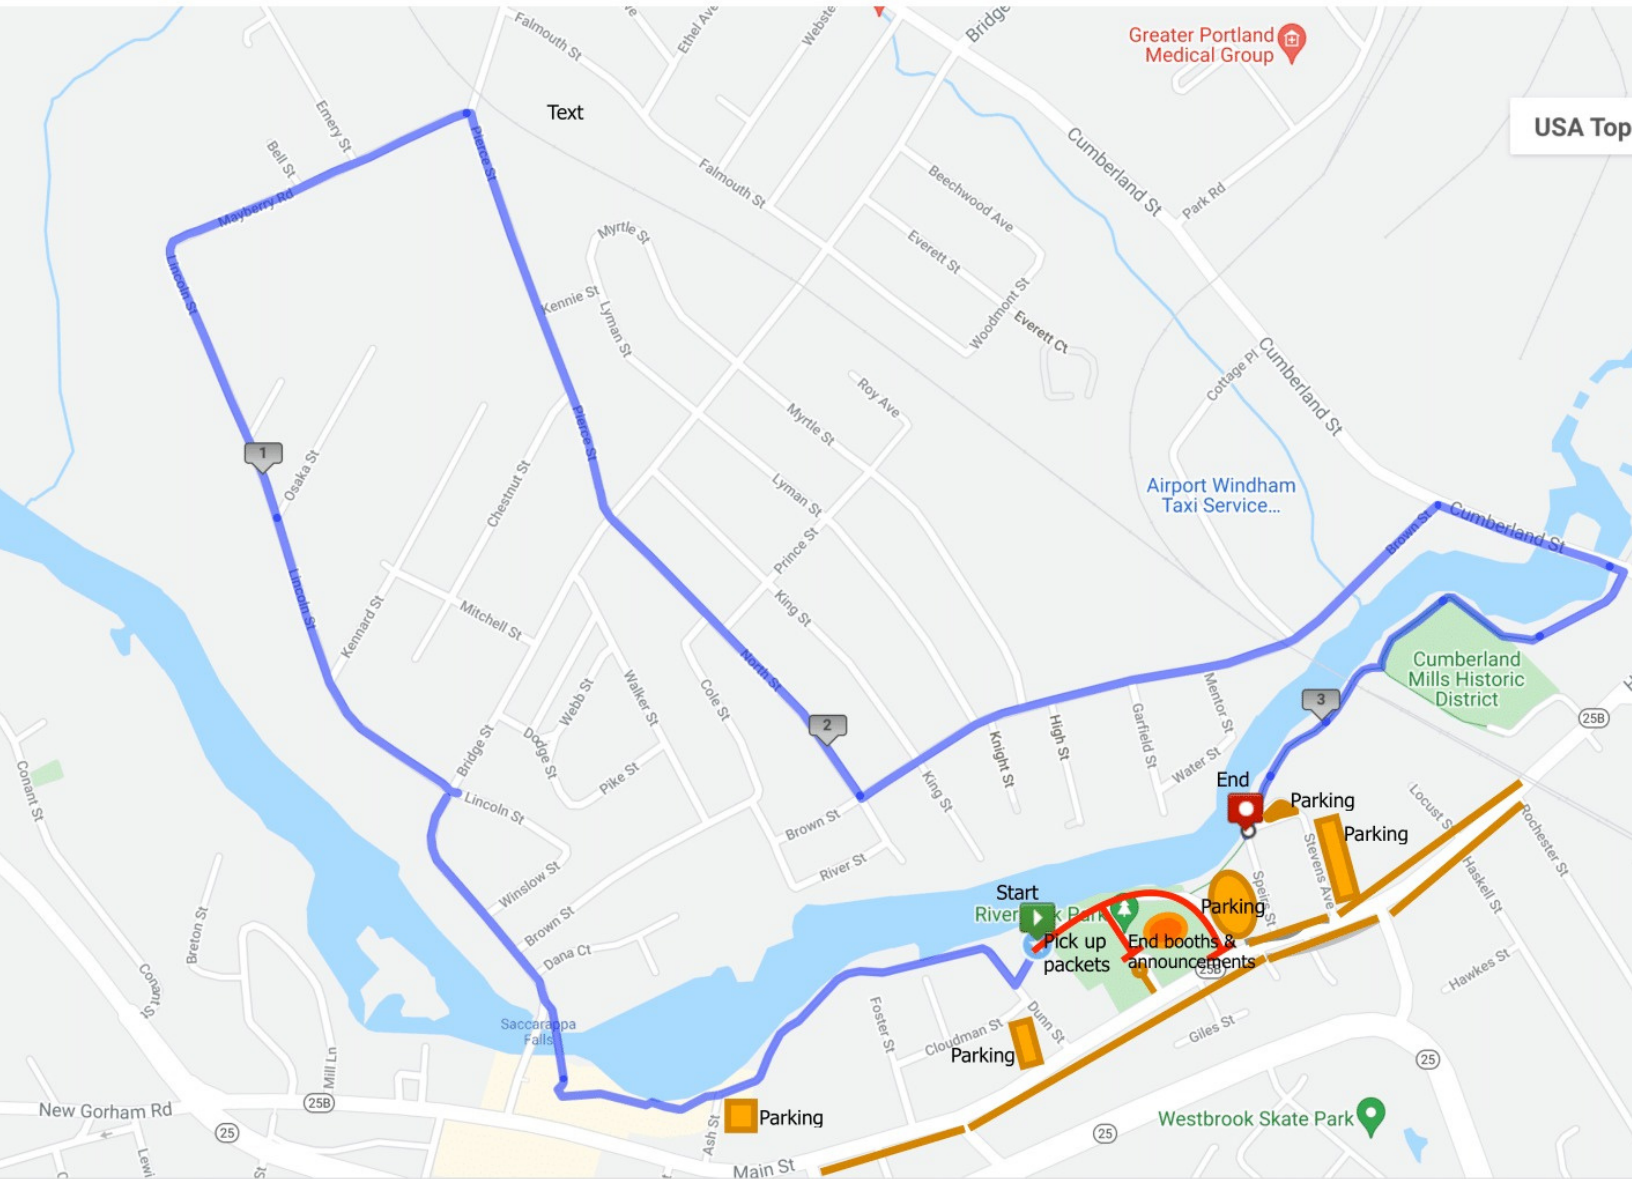 Falmouth St
Ethel Ave
Bridge
Greater Portland
Medical Group
Emery St
Text
USA Top
Bell St
Pierce St
Cumberland St
Falmouth St
Beechwood Ave
Park Rd
Mayberry Rd
Myrtle St
Everett St
Lincoln St
Kennie St
Lyman St
Woodmont St
Everett Ct
Cumberland St
Cottage Pl
Roy Ave
Pierce St
Myrtle St
1
Osaka St
Chestnut St
Lyman St
Airport Windham
Taxi Service...
Brown St
Cumberland St
Prince St
Lincoln St
Kennard St
Mitchell St
King St
North St
Cumberland
Mills Historic
District
Walker St
Webb St
Cole St
Mentor St
Garfield St
3
25B
2
High St
Knight St
Dodge St
Bridge St
Pike St
Water St
End
Conant St
Lincoln St
King St
Parking
Locust S
Brown St
Parking
Rochester St
River St
Stevens Ave
Haskell St
Winslow St
Start
Speirs St
Parking
River k Park
Breton St
Brown St
Pick up
packets
End booths &
announcements
Dana Ct
25B
Hawkes St
Conant St
Foster St
Dunn St
Saccarappa
Falls
Cloudman St
Giles St
Parking
Mill Ln
25
New Gorham Rd
25B
Parking
Westbrook Skate Park
25
Ash St
25
Main St
Lewi
St